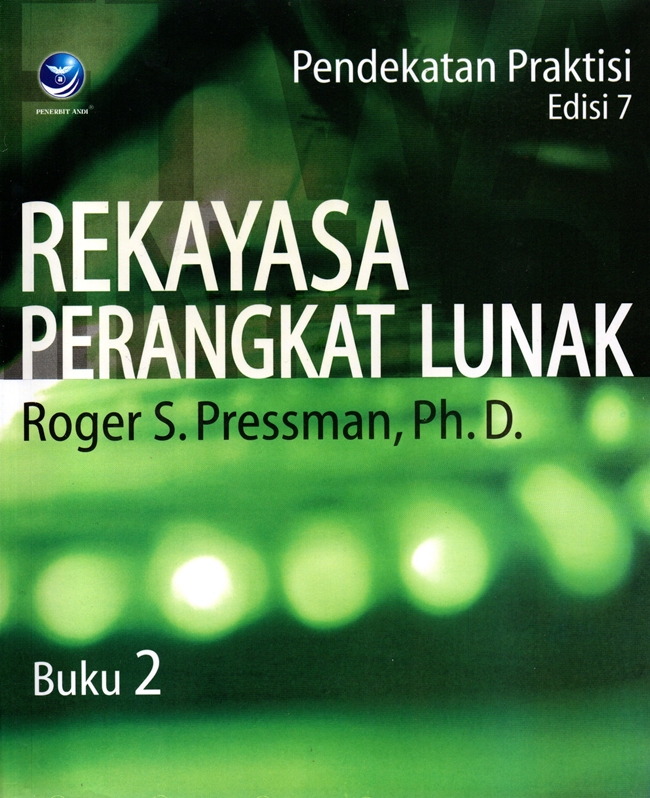 Pendekatan Praktisi
Edisi 7
PENERBIT ANDI®
REKAYASA
PERANGKAT LUNAK
Roger S. Pressman, Ph. D.
Buku 2